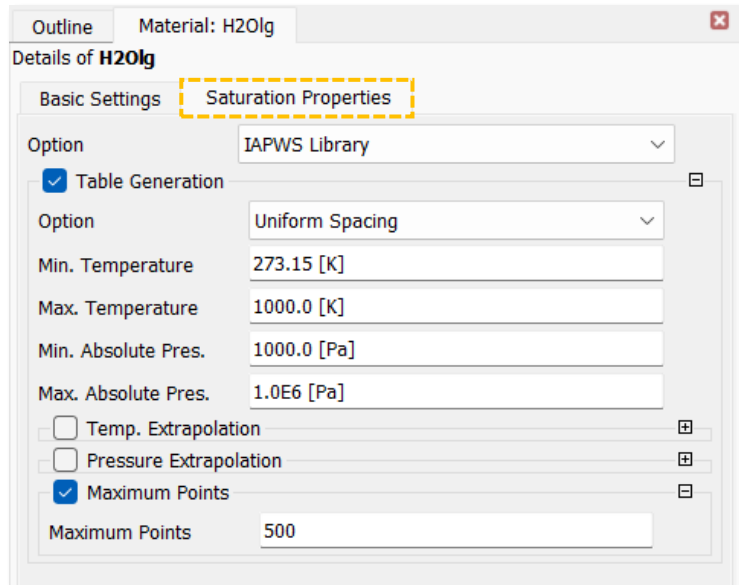 Outline Material: H2Olg
Details of H2Olg
Basic Settings Saturation Properties
Option IAPWS Library
Table Generation
Option Uniform Spacing
Min. Temperature 273.15 [K]
Max. Temperature 1000.0 [K]
Min. Absolute Pres. 1000.0 [Pa]
Max. Absolute Pres. 1.0E6 [Pa]
Temp. Extrapolation
Pressure Extrapolation
Maximum Points
Maximum Points 500